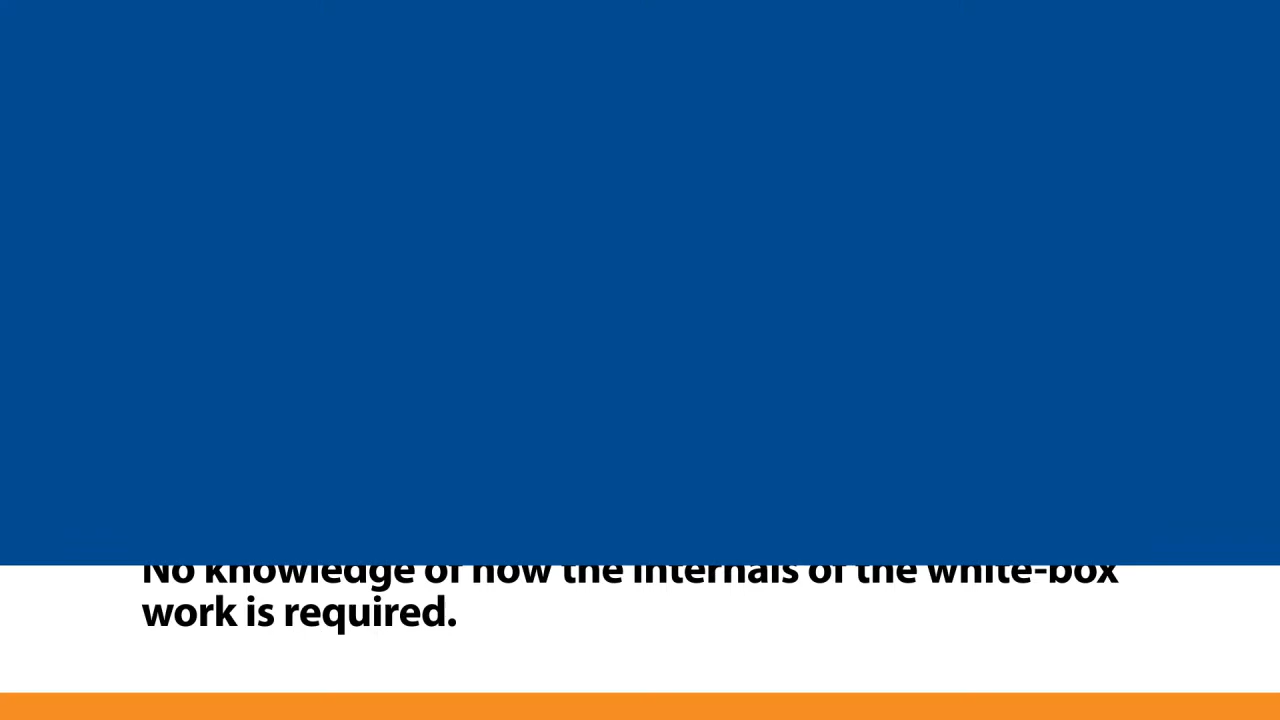 No knowledge of how the internals of the white-box
work is required.